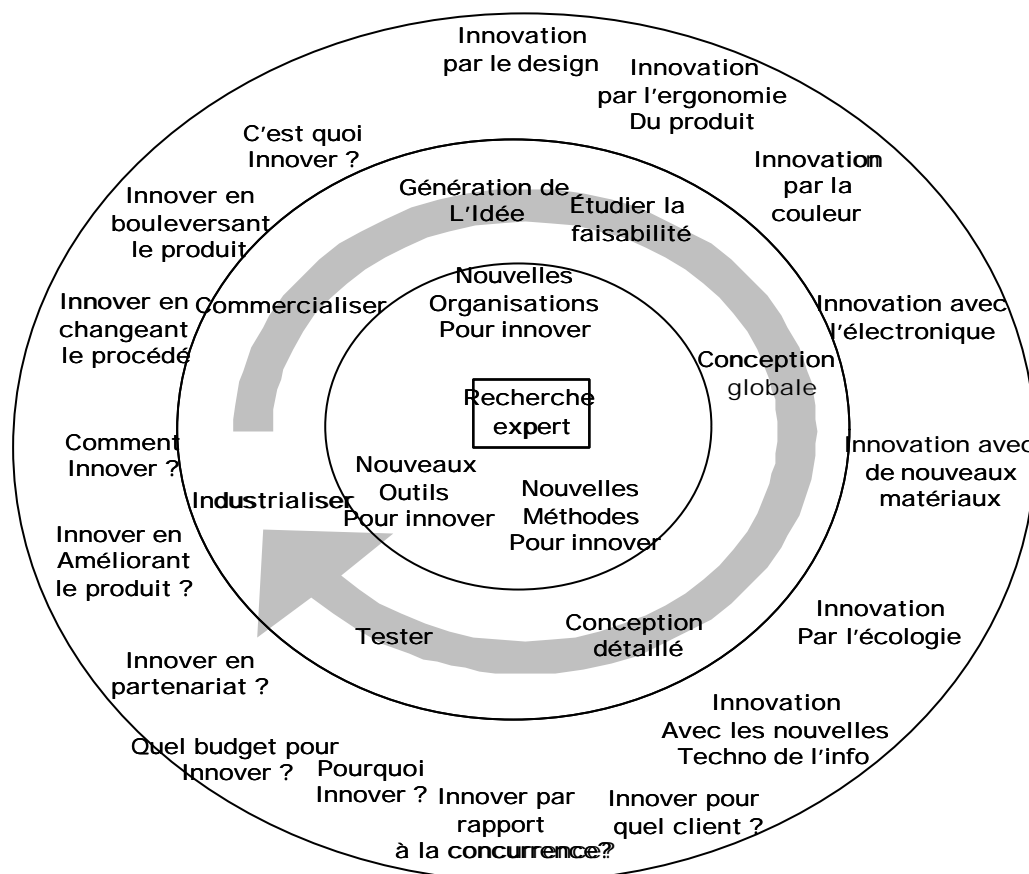 Innovation
par le design
Innovation
par l'ergonomie
Du produit
C'est quoi
Innover ?
Innovation
par la
couleur
Innover en
bouleversant
le produit
Génération de
L'Idée
Étudier la
faisabilité
Innover en
changeant
le procédé
Commercialiser
Nouvelles
Organisations
Pour innover
Innovation avec
l'électronique
Conception
globale
Recherche
expert
Comment
Innover ?
Industrialiser
Nouveaux
Outils
Pour innover
Nouvelles
Méthodes
Pour innover
Innovation avec
de nouveaux
matériaux
Innover en
Améliorant
le produit ?
Tester
Conception
détaillé
Innovation
Par l'écologie
Innover en
partenariat ?
Innovation
Avec les nouvelles
Techno de l'info
Quel budget pour
Innover ?
Pourquoi
Innover ?
Innover par
rapport
à la concurrence?
Innover pour
quel client ?